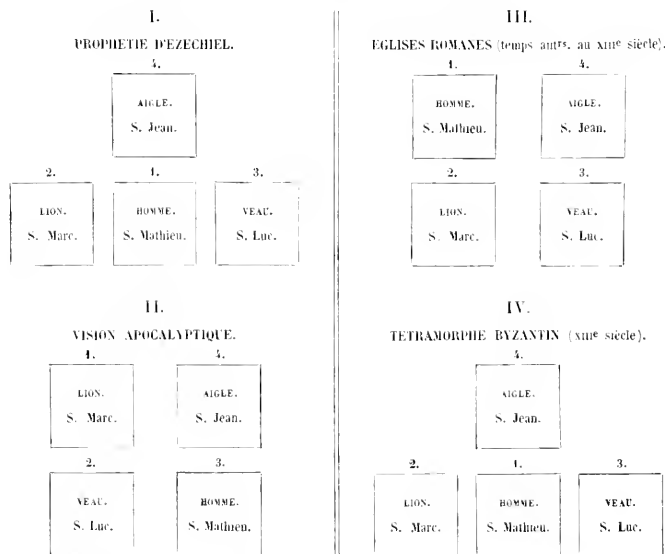 I.
PROPHETIE D'EZECHIEL.
4.
AIGLE.
S. Jean.
2.
1.
3.
LION.
HOMME.
VEAU.
S. Marc.
S. Mathieu.
S. Luc.
II.
VISION APOCALYPTIQUE.
1.
4.
LION.
AIGLE.
S. Marc.
S. Jean.
2.
3.
VEAU.
HOMME.
S. Luc.
S. Mathieu.
III.
EGLISES ROMANES (temps antrs. au XIIIe siècle).
1.
4.
HOMME.
AIGLE.
S. Mathieu.
S. Jean.
2.
3.
LION.
VEAU.
S. Marc.
S. Luc.
IV.
TETRAMORPHE BYZANTIN (XIIIe siècle).
4.
AIGLE.
S. Jean.
2.
1.
3.
LION.
HOMME.
VEAU.
S. Marc.
S. Mathieu.
S. Luc.